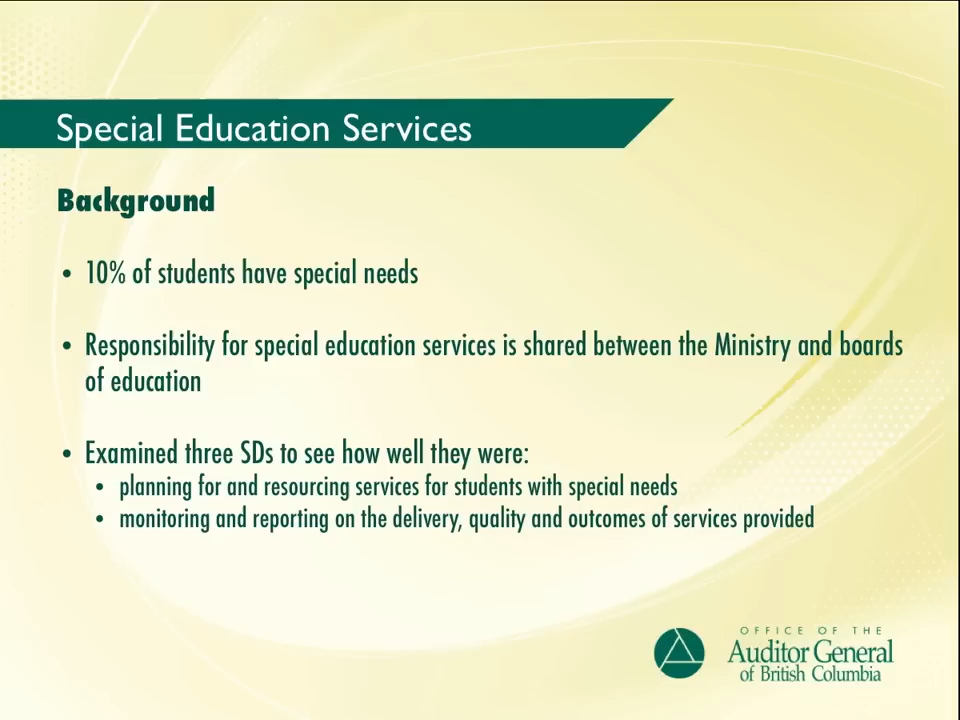 Special Education Services
Background
• 10% of students have special needs
• Responsibility for special education services is shared between the Ministry and boards
of education
• Examined three SDs to see how well they were:
• planning for and resourcing services for students with special needs
• monitoring and reporting on the delivery, quality and outcomes of services provided
OFFICE OF THE
Auditor General
of British Columbia